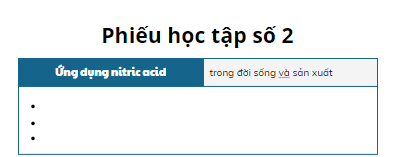 Phiếu học tập số 2
Ứng dụng nitric acid
trong đời sống và sản xuất